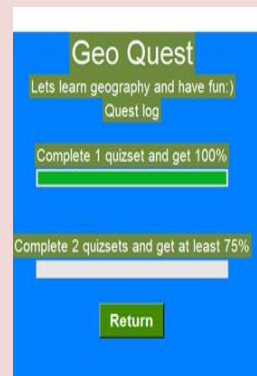 Geo Quest
Lets learn geography and have fun:)
Quest log
Complete 1 quizset and get 100%
Complete 2 quizsets and get at least 75%
Return